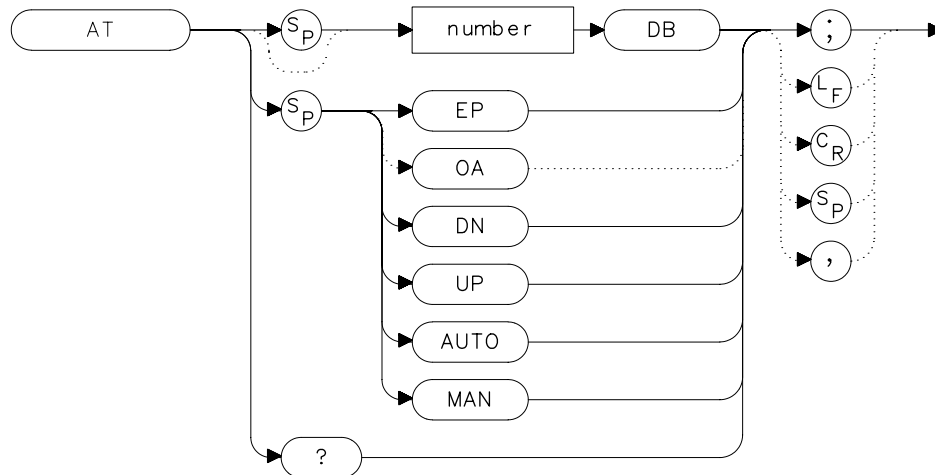 AT SP number DB ;
LF
SP EP
CR
OA
SP
DN
,
UP
AUTO
MAN
?